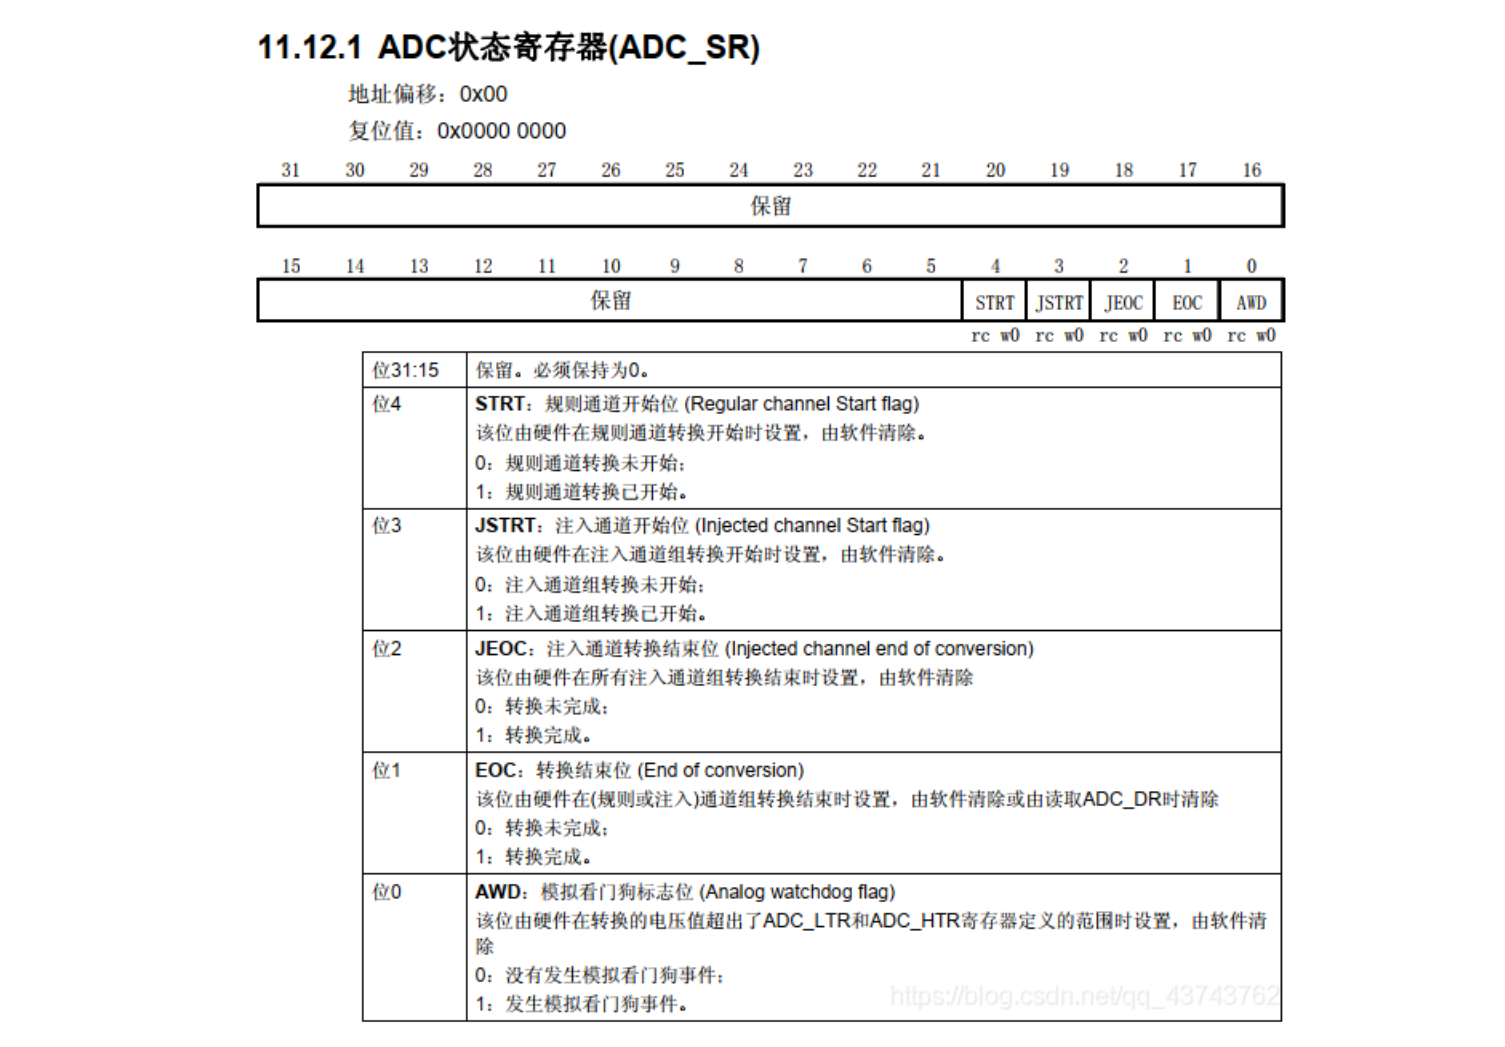 11.12.1 ADC状态寄存器(ADC_SR)
地址偏移：0x00
复位值：0x0000 0000
31 30 29 28 27 26 25 24 23 22 21 20 19 18 17 16
保留
15 14 13 12 11 10 9 8 7 6 5 4 3 2 1 0
保留 STRT JSTRT JEOC EOC AWD
rc w0 rc w0 rc w0 rc w0 rc w0
位31:15 保留。必须保持为0。
位4 STRT：规则通道开始位 (Regular channel Start flag)
该位由硬件在规则通道转换开始时设置，由软件清除。
0：规则通道转换未开始；
1：规则通道转换已开始。
位3 JSTRT：注入通道开始位 (Injected channel Start flag)
该位由硬件在注入通道组转换开始时设置，由软件清除。
0：注入通道组转换未开始；
1：注入通道组转换已开始。
位2 JEOC：注入通道转换结束位 (Injected channel end of conversion)
该位由硬件在所有注入通道组转换结束时设置，由软件清除
0：转换未完成；
1：转换完成。
位1 EOC：转换结束位 (End of conversion)
该位由硬件在(规则或注入)通道组转换结束时设置，由软件清除或由读取ADC_DR时清除
0：转换未完成；
1：转换完成。
位0 AWD：模拟看门狗标志位 (Analog watchdog flag)
该位由硬件在转换的电压值超出了ADC_LTR和ADC_HTR寄存器定义的范围时设置，由软件清
除
0：没有发生模拟看门狗事件；
1：发生模拟看门狗事件。
https://blog.csdn.net/qq_43743762